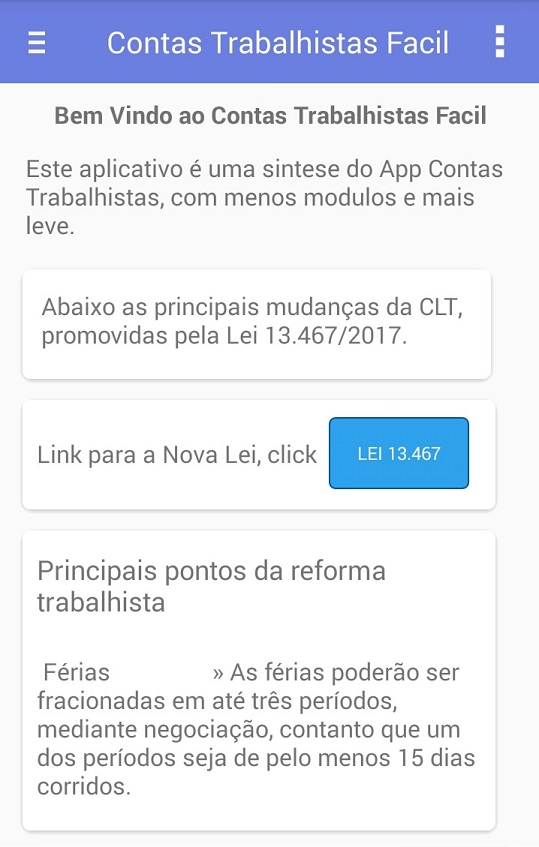 Contas Trabalhistas Facil
Bem Vindo ao Contas Trabalhistas Facil
Este aplicativo é uma sintese do App Contas
Trabalhistas, com menos modulos e mais
leve.
Abaixo as principais mudanças da CLT,
promovidas pela Lei 13.467/2017.
Link para a Nova Lei, click LEI 13.467
Principais pontos da reforma
trabalhista
Férias » As férias poderão ser
fracionadas em até três períodos,
mediante negociação, contanto que um
dos períodos seja de pelo menos 15 dias
corridos.